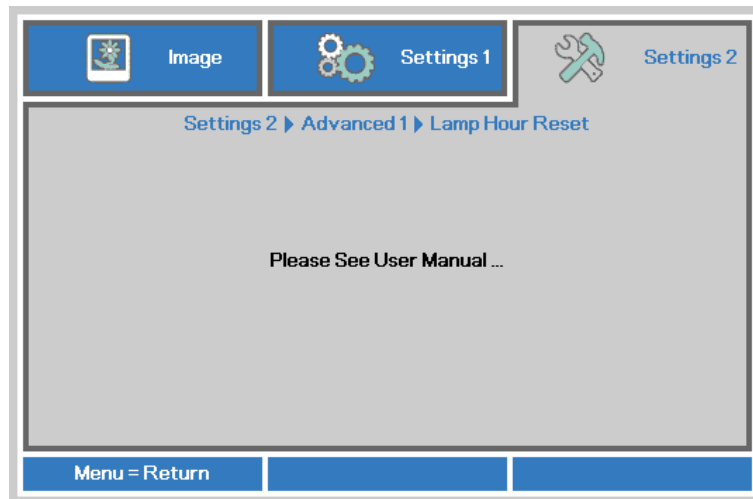 Image
Settings 1
Settings 2
Settings 2 ▶ Advanced 1 ▶ Lamp Hour Reset
Please See User Manual ...
Menu = Return